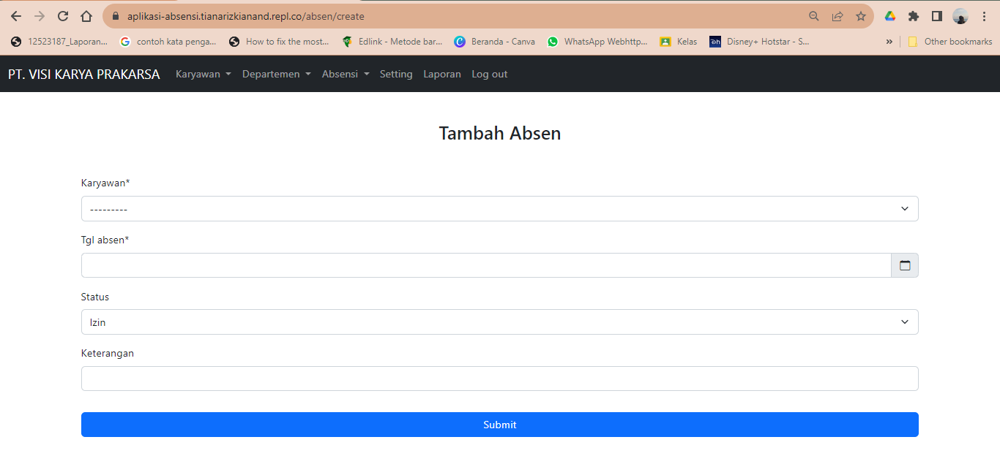 aplikasi-absensi.tianarizkianand.repl.co/absen/create
12523187_Laporan... contoh kata penga... How to fix the most... Edlink - Metode bar... Beranda - Canva WhatsApp Webhttp... Kelas Disney+ Hotstar - S... » Other bookmarks
PT. VISI KARYA PRAKARSA Karyawan Departemen Absensi Setting Laporan Log out
Tambah Absen
Karyawan*
---------
Tgl absen*
Status
Izin
Keterangan
Submit